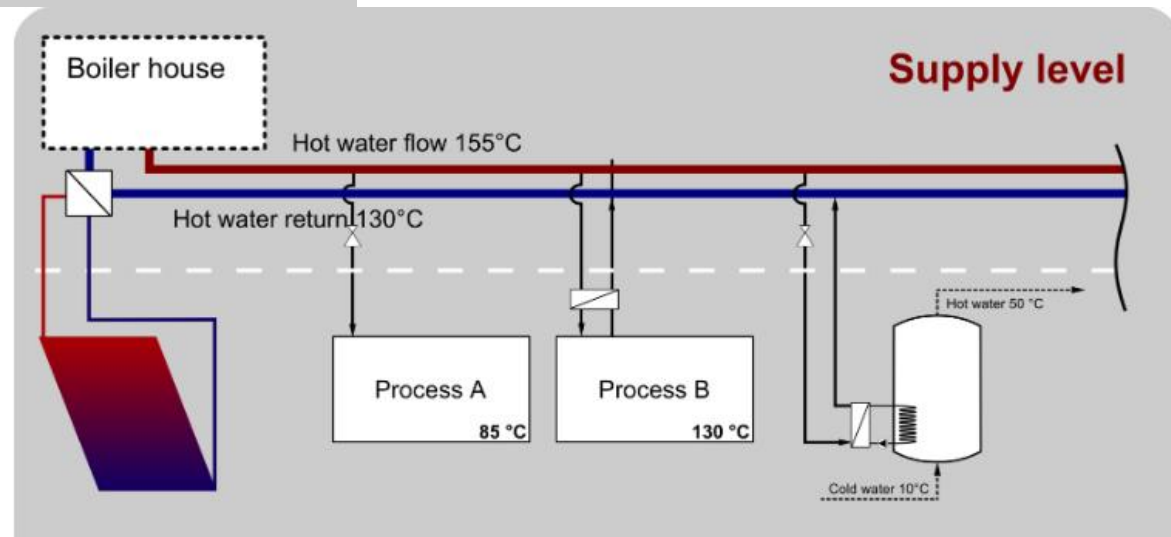 Boiler house
Supply level
Hot water flow 155°C
Hot water return 130°C
Hot water 50 °C
Process A
85 °C
Process B
130 °C
Cold water 10°C